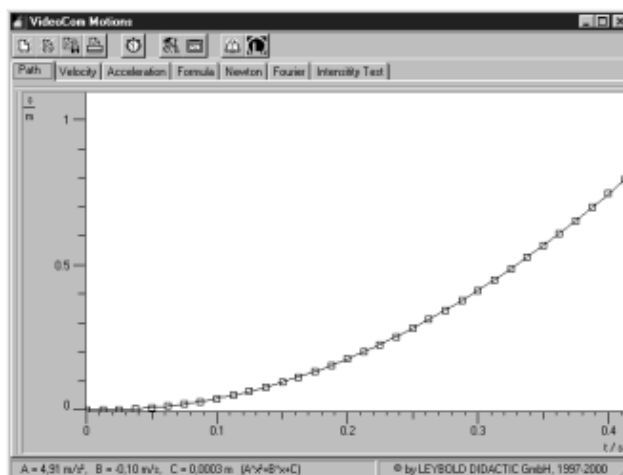 VideoCom Motions
Path Velocity Acceleration Formula Newton Fourier Intensitity Test
s
m
1
0.5
0
0 0.1 0.2 0.3 0.4
t / s
A = 4,91 m/s², B = -0,10 m/s, C = 0,0003 m (A*x²+B*x+C) © by LEYBOLD DIDACTIC GmbH, 1997-2000